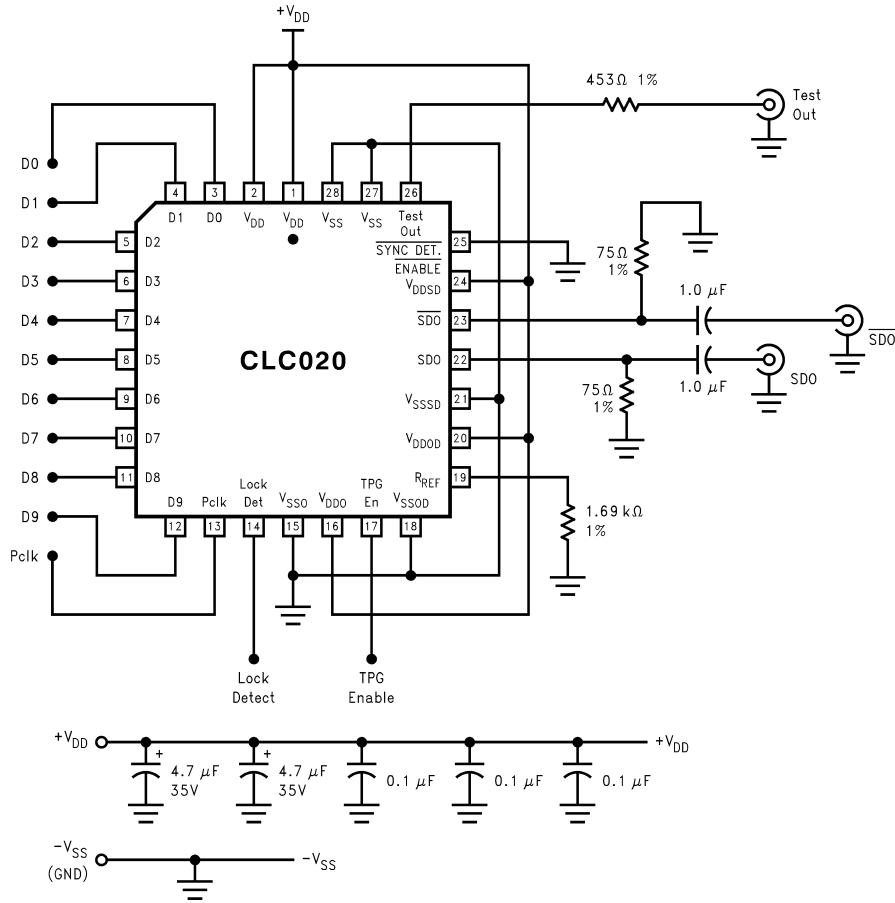 +VDD
453Ω 1%
Test
Out
D0
D1
D2
D3
D4
D5
D6
D7
D8
D9
Pclk
4
3
2
1
28
27
26
D1
D0
VDD
VDD
VSS
VSS
Test
Out
5
D2
6
D3
7
D4
8
D5
9
D6
10
D7
11
D8
CLC020
SYNC DET.
ENABLE
25
VDDSD
24
SDO
23
SDO
22
VSSSD
21
VDDOD
20
RREF
19
75Ω
1%
1.0 μF
SDO
75Ω
1%
1.0 μF
SDO
1.69 kΩ
1%
D9
Pclk
Lock
Det
VSSO
VDDO
TPG
En
VSSOD
12
13
14
15
16
17
18
Lock
Detect
TPG
Enable
+VDD
+
4.7 μF
35V
+
4.7 μF
35V
0.1 μF
0.1 μF
0.1 μF
+VDD
-VSS
(GND)
-VSS